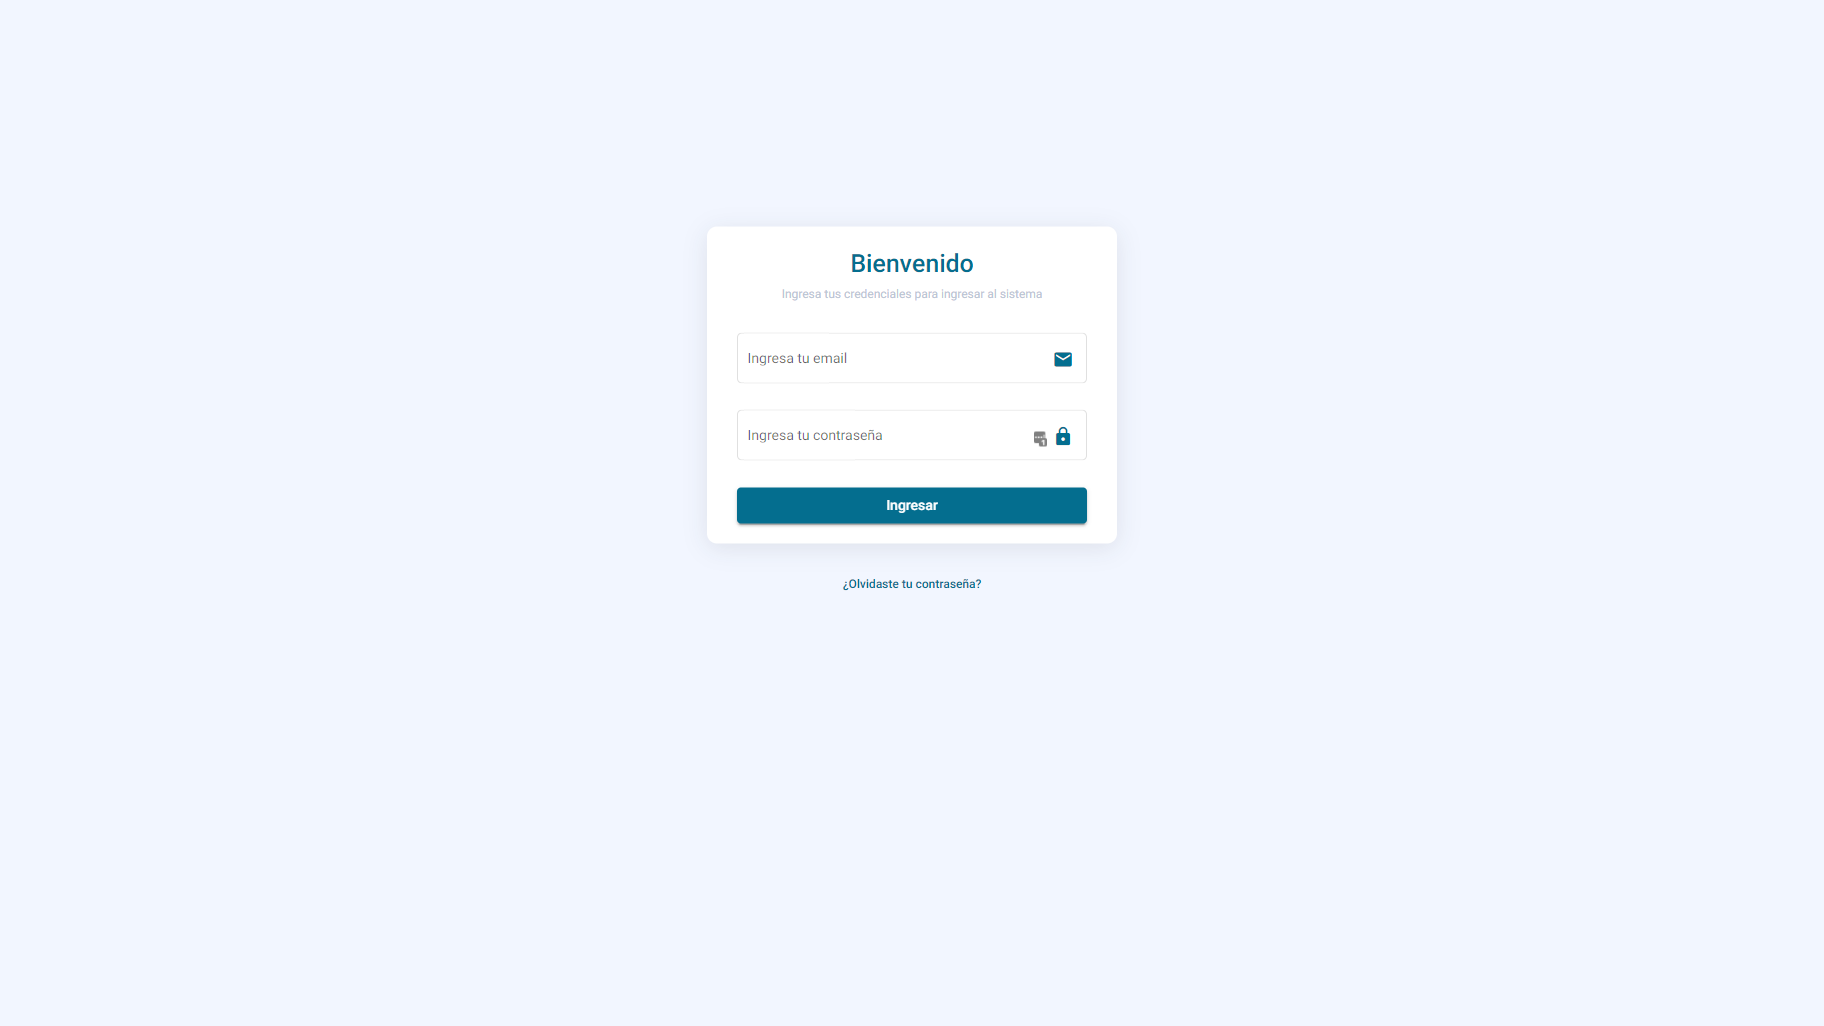 Bienvenido
Ingresa tus credenciales para ingresar al sistema
Ingresa tu email
Ingresa tu contraseña
Ingresar
¿Olvidaste tu contraseña?